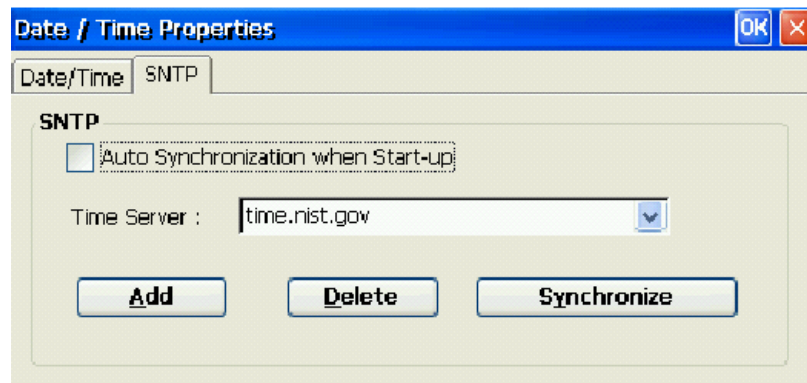 Date / Time Properties OK
Date/Time SNTP
SNTP
Auto Synchronization when Start-up
Time Server : time.nist.gov
Add Delete Synchronize